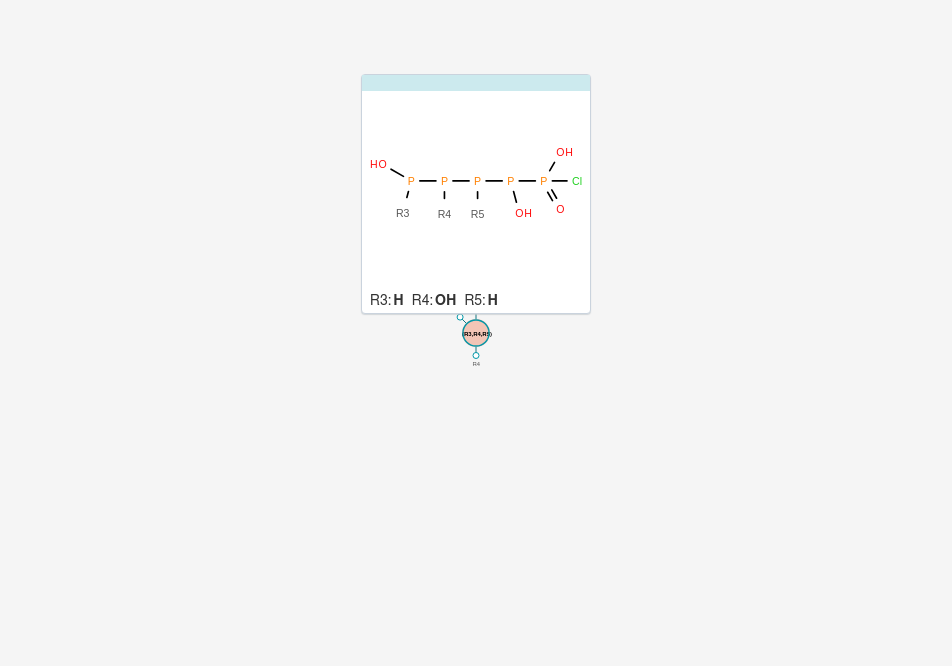 OH
HO
P P P P P Cl
R3 R4 R5 OH O
R3: H R4: OH R5: H
R3,R4,R5)
R4